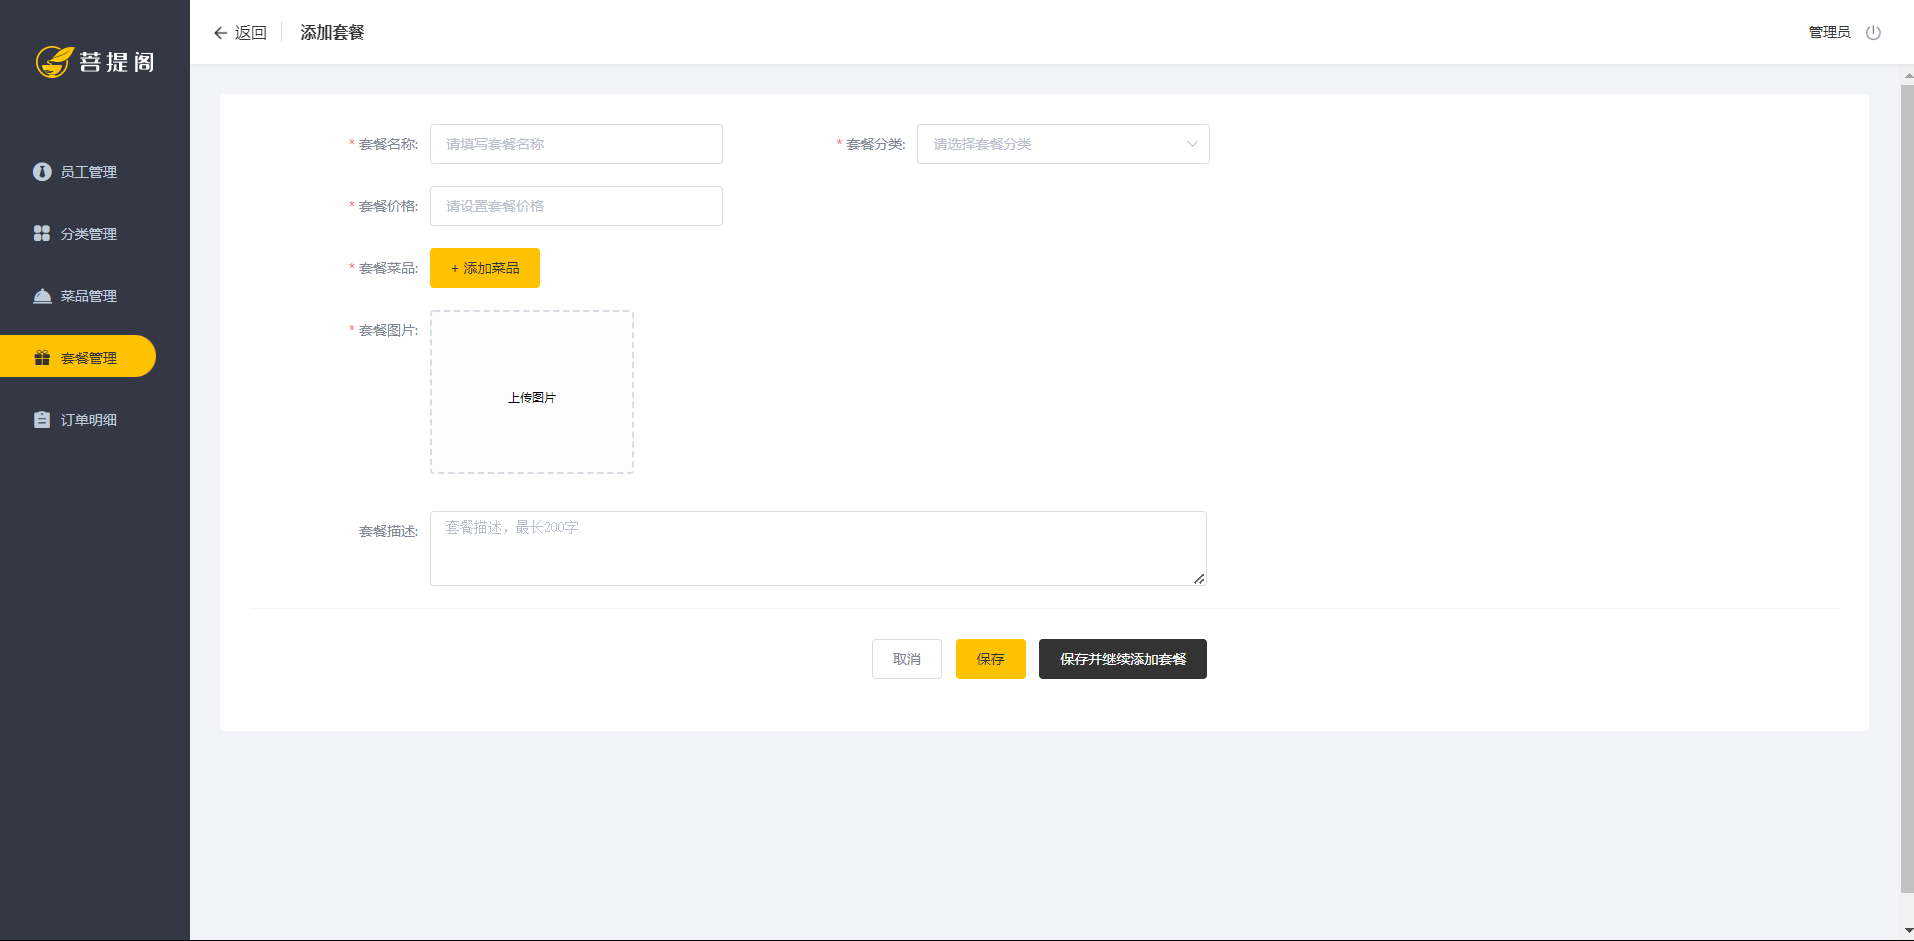 菩提阁
员工管理
分类管理
菜品管理
套餐管理
订单明细
返回 添加套餐 管理员
* 套餐名称: 请填写套餐名称 * 套餐分类: 请选择套餐分类
* 套餐价格: 请设置套餐价格
* 套餐菜品: + 添加菜品
* 套餐图片: 上传图片
套餐描述: 套餐描述，最长200字
取消 保存 保存并继续添加套餐